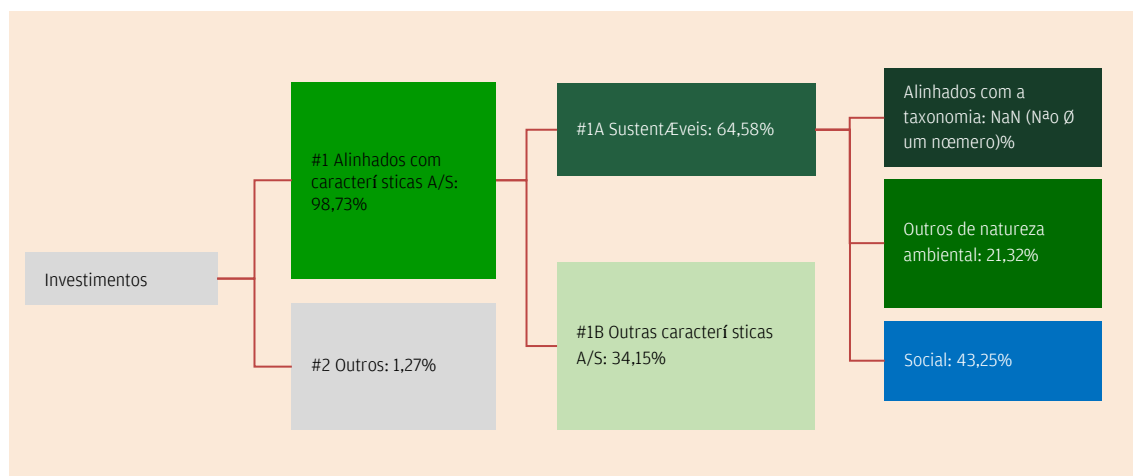 Investimentos
#1 Alinhados com
caracterí sticas A/S:
98,73%
#2 Outros: 1,27%
#1A SustentÆveis: 64,58%
#1B Outras caracterí sticas
A/S: 34,15%
Alinhados com a
taxonomia: NaN (Nªo Ø
um nœmero)%
Outros de natureza
ambiental: 21,32%
Social: 43,25%